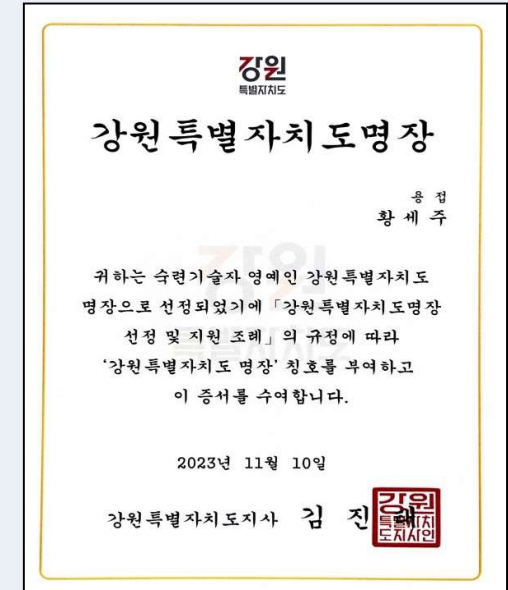 강원
특별자치도
강원특별자치도명장
용접
황세주
귀하는 숙련기술자 영예인 강원특별자치도
명장으로 선정되었기에 「강원특별자치도명장
선정 및 지원 조례」의 규정에 따라
‘강원특별자치도 명장’ 칭호를 부여하고
이 증서를 수여합니다.
2023년 11월 10일
강원특별자치도지사 김진태
강원
특별자치
도지사인